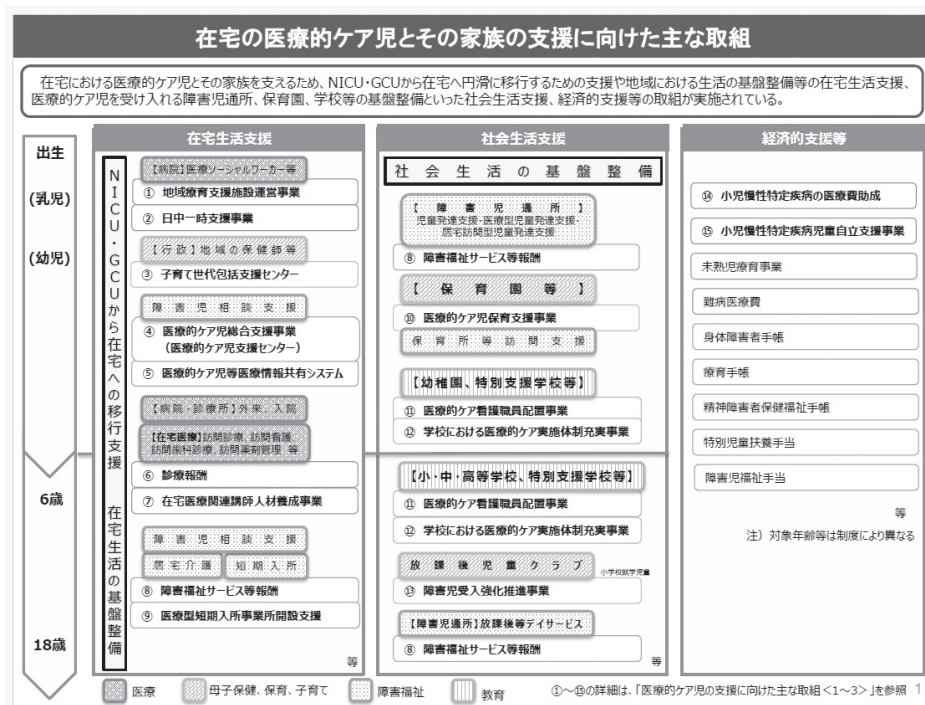 在宅の医療的ケア児とその家族の支援に向けた主な取組
在宅における医療的ケア児とその家族を支えるため、NICU・GCUから在宅へ円滑に移行するための支援や地域における生活の基盤整備等の在宅生活支援、
医療的ケア児を受け入れる障害児通所、保育園、学校等の基盤整備といった社会生活支援、経済的支援等の取組が実施されている。
出生
(乳児)
(幼児)
6歳
18歳
在宅生活支援
NICU・GCUから在宅への移行支援
在宅生活の基盤整備
【病院】医療ソーシャルワーカー等
① 地域療育支援施設運営事業
② 日中一時支援事業
【行政】地域の保健師等
③ 子育て世代包括支援センター
障害児相談支援
④ 医療的ケア児総合支援事業
(医療的ケア児支援センター)
⑤ 医療的ケア児等医療情報共有システム
【病院・診療所】外来、入院
【在宅医療】訪問診療、訪問看護、
訪問歯科診療、訪問薬剤管理 等
⑥ 診療報酬
⑦ 在宅医療関連講師人材養成事業
障害児相談支援
居宅介護 短期入所
⑧ 障害福祉サービス等報酬
⑨ 医療型短期入所事業所開設支援
等
社会生活支援
社会生活の基盤整備
【障害児通所】
児童発達支援・医療型児童発達支援・
居宅訪問型児童発達支援
⑧ 障害福祉サービス等報酬
【保育園等】
⑩ 医療的ケア児保育支援事業
保育所等訪問支援
【幼稚園、特別支援学校等】
⑪ 医療的ケア看護職員配置事業
⑫ 学校における医療的ケア実施体制充実事業
【小・中・高等学校、特別支援学校等】
⑪ 医療的ケア看護職員配置事業
⑫ 学校における医療的ケア実施体制充実事業
放課後児童クラブ 小学校就学児童
⑬ 障害児受入強化推進事業
【障害児通所】放課後等デイサービス
⑧ 障害福祉サービス等報酬
等
経済的支援等
⑭ 小児慢性特定疾病の医療費助成
⑮ 小児慢性特定疾病児童自立支援事業
未熟児療育事業
難病医療費
身体障害者手帳
療育手帳
精神障害者保健福祉手帳
特別児童扶養手当
障害児福祉手当
等
注)対象年齢等は制度により異なる
医療 母子保健、保育、子育て 障害福祉 教育
①～⑮の詳細は、「医療的ケア児の支援に向けた主な取組<1～3>」を参照 1